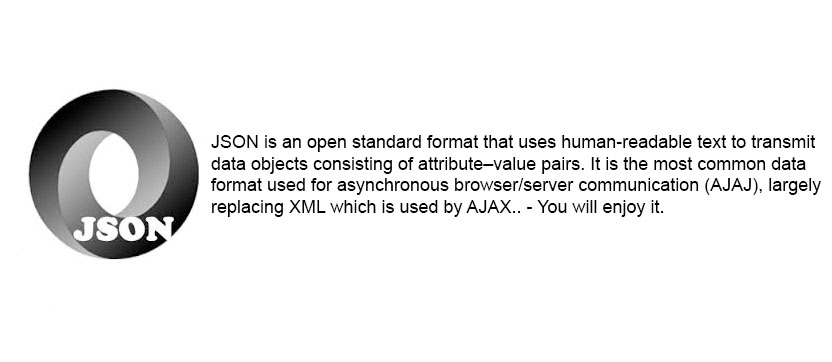 JSON
JSON is an open standard format that uses human-readable text to transmit
data objects consisting of attribute–value pairs. It is the most common data
format used for asynchronous browser/server communication (AJAJ), largely
replacing XML which is used by AJAX.. - You will enjoy it.